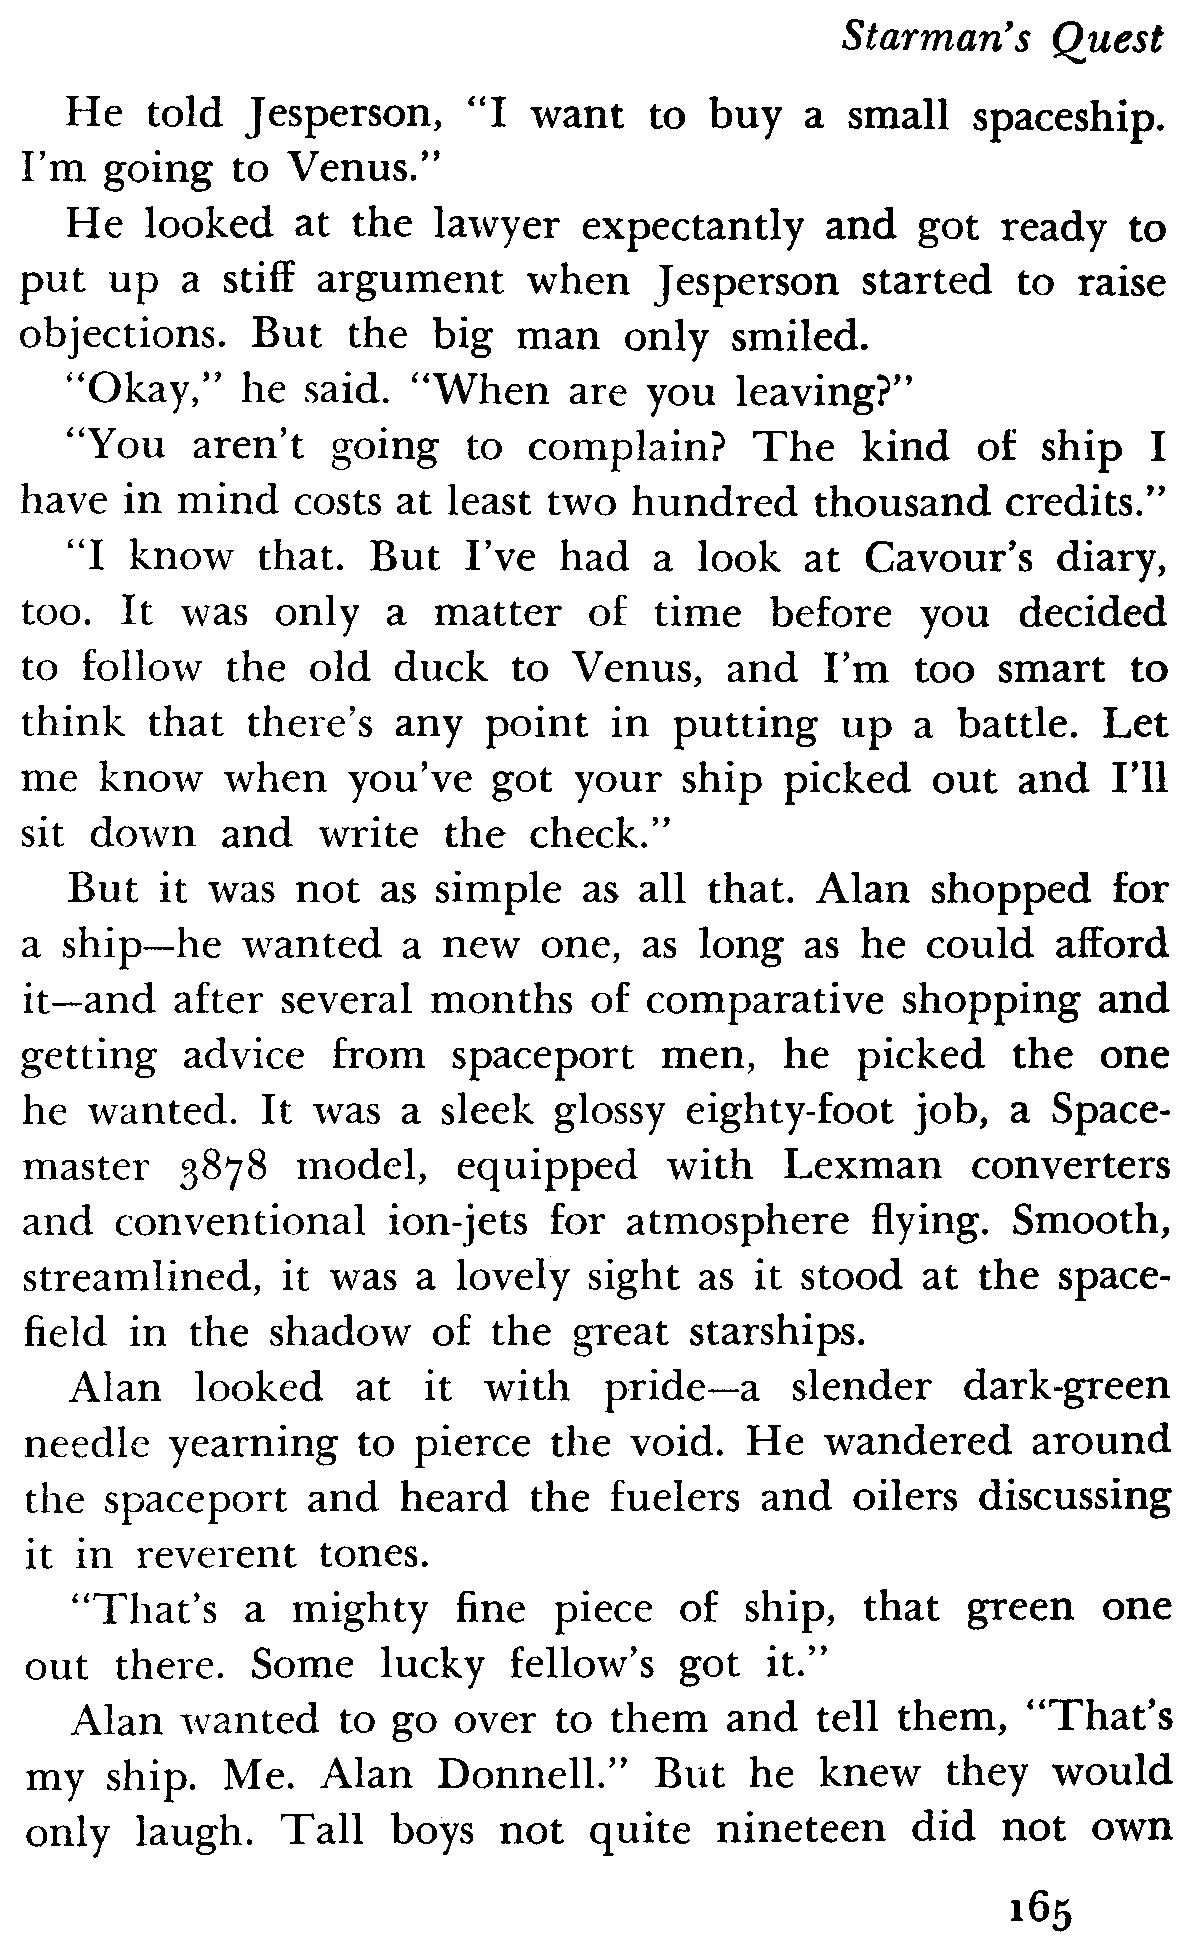 Starman's Quest
He told Jesperson, "I want to buy a small spaceship.
I'm going to Venus."
He looked at the lawyer expectantly and got ready to
put up a stiff argument when Jesperson started to raise
objections. But the big man only smiled.
"Okay," he said. "When are you leaving?"
"You aren't going to complain? The kind of ship I
have in mind costs at least two hundred thousand credits."
"I know that. But I've had a look at Cavour's diary,
too. It was only a matter of time before you decided
to follow the old duck to Venus, and I'm too smart to
think that there's any point in putting up a battle. Let
me know when you've got your ship picked out and I'll
sit down and write the check."
But it was not as simple as all that. Alan shopped for
a ship—he wanted a new one, as long as he could afford
it—and after several months of comparative shopping and
getting advice from spaceport men, he picked the one
he wanted. It was a sleek glossy eighty-foot job, a Space-
master 3878 model, equipped with Lexman converters
and conventional ion-jets for atmosphere flying. Smooth,
streamlined, it was a lovely sight as it stood at the space-
field in the shadow of the great starships.
Alan looked at it with pride—a slender dark-green
needle yearning to pierce the void. He wandered around
the spaceport and heard the fuelers and oilers discussing
it in reverent tones.
"That's a mighty fine piece of ship, that green one
out there. Some lucky fellow's got it."
Alan wanted to go over to them and tell them, "That's
my ship. Me. Alan Donnell." But he knew they would
only laugh. Tall boys not quite nineteen did not own
165